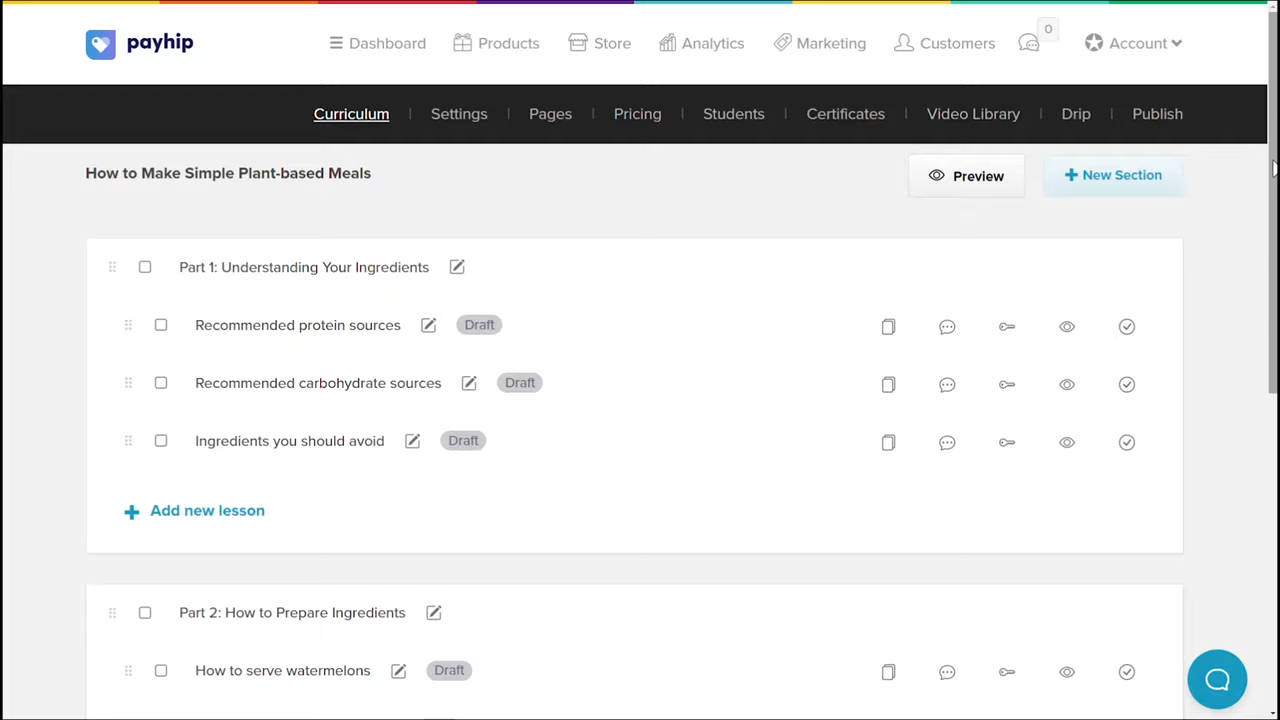 payhip
Dashboard
Products
Store
Analytics
Marketing
Customers
0
Account
Curriculum | Settings | Pages | Pricing | Students | Certificates | Video Library | Drip | Publish
How to Make Simple Plant-based Meals
Preview
New Section
Part 1: Understanding Your Ingredients
Recommended protein sources
Draft
Recommended carbohydrate sources
Draft
Ingredients you should avoid
Draft
Add new lesson
Part 2: How to Prepare Ingredients
How to serve watermelons
Draft